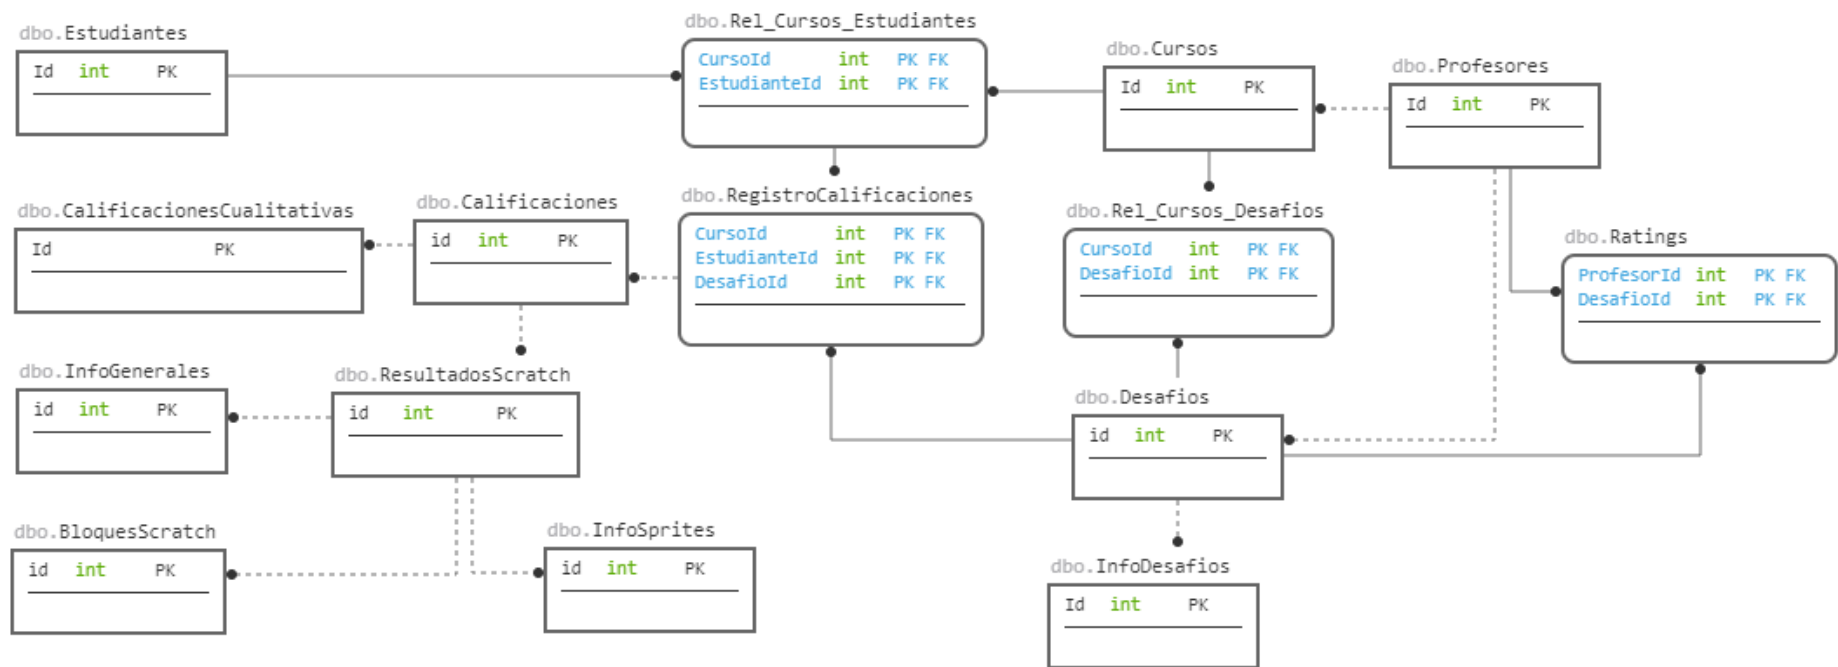 dbo.Estudiantes
Id int PK
dbo.Rel_Cursos_Estudiantes
CursoId int PK FK
EstudianteId int PK FK
dbo.Cursos
Id int PK
dbo.Profesores
Id int PK
dbo.CalificacionesCualitativas
Id PK
dbo.Calificaciones
id int PK
dbo.RegistroCalificaciones
CursoId int PK FK
EstudianteId int PK FK
DesafioId int PK FK
dbo.Rel_Cursos_Desafios
CursoId int PK FK
DesafioId int PK FK
dbo.Ratings
ProfesorId int PK FK
DesafioId int PK FK
dbo.InfoGenerales
id int PK
dbo.ResultadosScratch
id int PK
dbo.Desafios
id int PK
dbo.BloquesScratch
id int PK
dbo.InfoSprites
id int PK
dbo.InfoDesafios
Id int PK